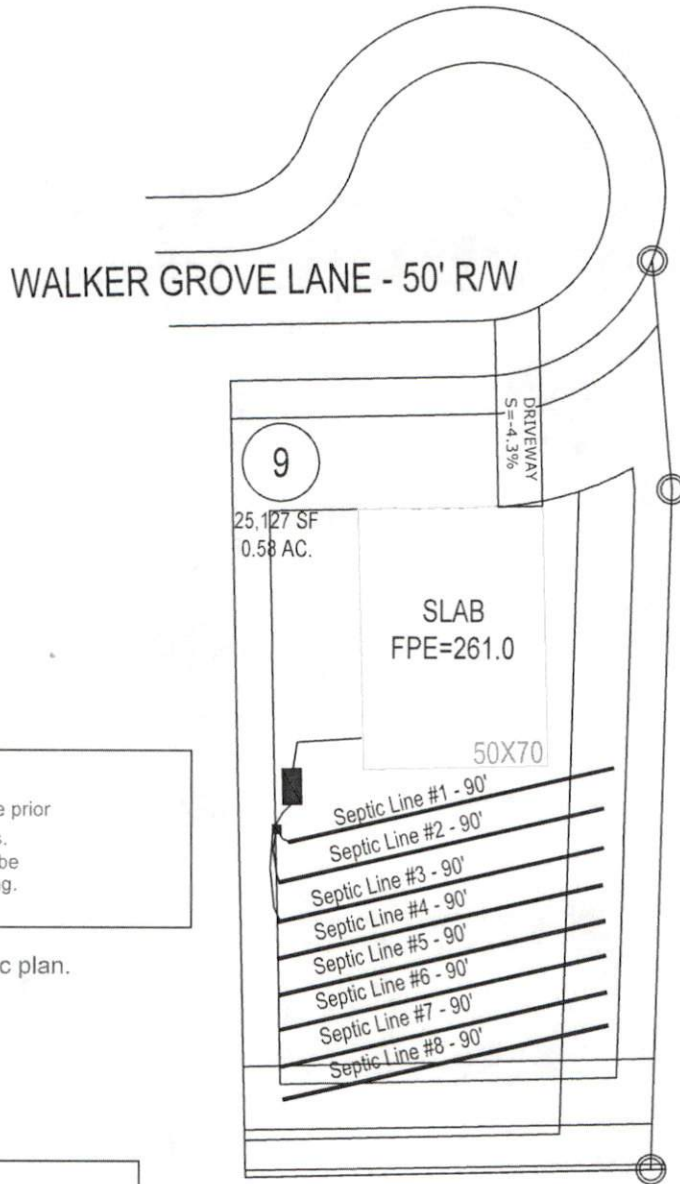 WALKER GROVE LANE - 50' R/W
DRIVEWAY
S=-4.3%
9
25,127 SF
0.58 AC.
SLAB
FPE=261.0
50X70
e prior
s.
be
g.
c plan.
Septic Line #1 - 90'
Septic Line #2 - 90'
Septic Line #3 - 90'
Septic Line #4 - 90'
Septic Line #5 - 90'
Septic Line #6 - 90'
Septic Line #7 - 90'
Septic Line #8 - 90'